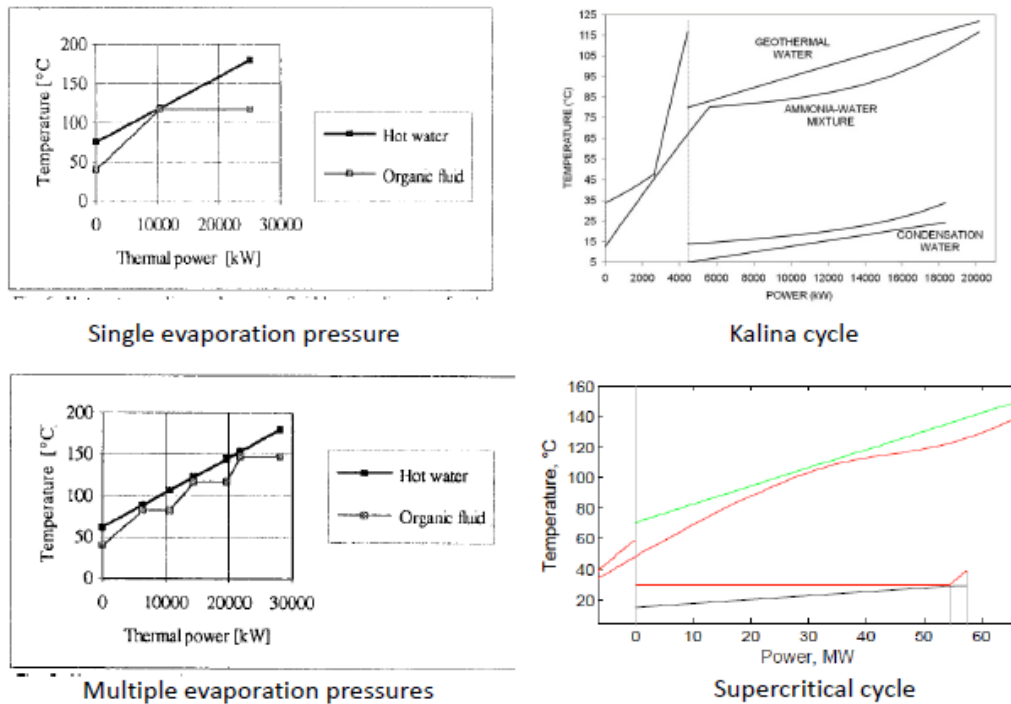 200
150
100
50
0
Temperature [°C
0 10000 20000 30000
Thermal power [kW]
Hot water
Organic fluid
Single evaporation pressure
125
115
105
95
85
75
65
55
45
35
25
15
5
TEMPERATURE (°C)
GEOTHERMAL
WATER
AMMONIA-WATER
MIXTURE
CONDENSATION
WATER
0 2000 4000 6000 8000 10000 12000 14000 16000 18000 20000
POWER (kW)
Kalina cycle
200
150
100
50
0
Temperature [°C]
0 10000 20000 30000
Thermal power [kW]
Hot water
Organic fluid
Multiple evaporation pressures
160
140
120
100
80
60
40
20
Temperature, °C
0 10 20 30 40 50 60
Power, MW
Supercritical cycle